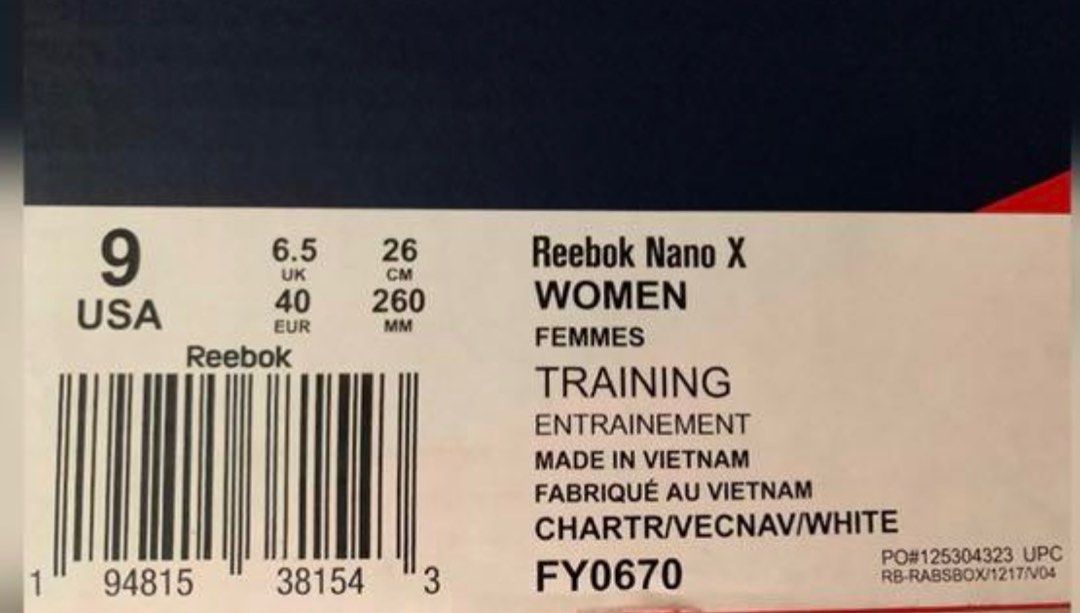 9
USA
6.5
UK
40
EUR
26
CM
260
MM
Reebok
1 94815 38154 3
Reebok Nano X
WOMEN
FEMMES
TRAINING
ENTRAINEMENT
MADE IN VIETNAM
FABRIQUÉ AU VIETNAM
CHARTR/VECNAV/WHITE
FY0670
PO#125304323 UPC
RB-RABSBOX/1217/V04